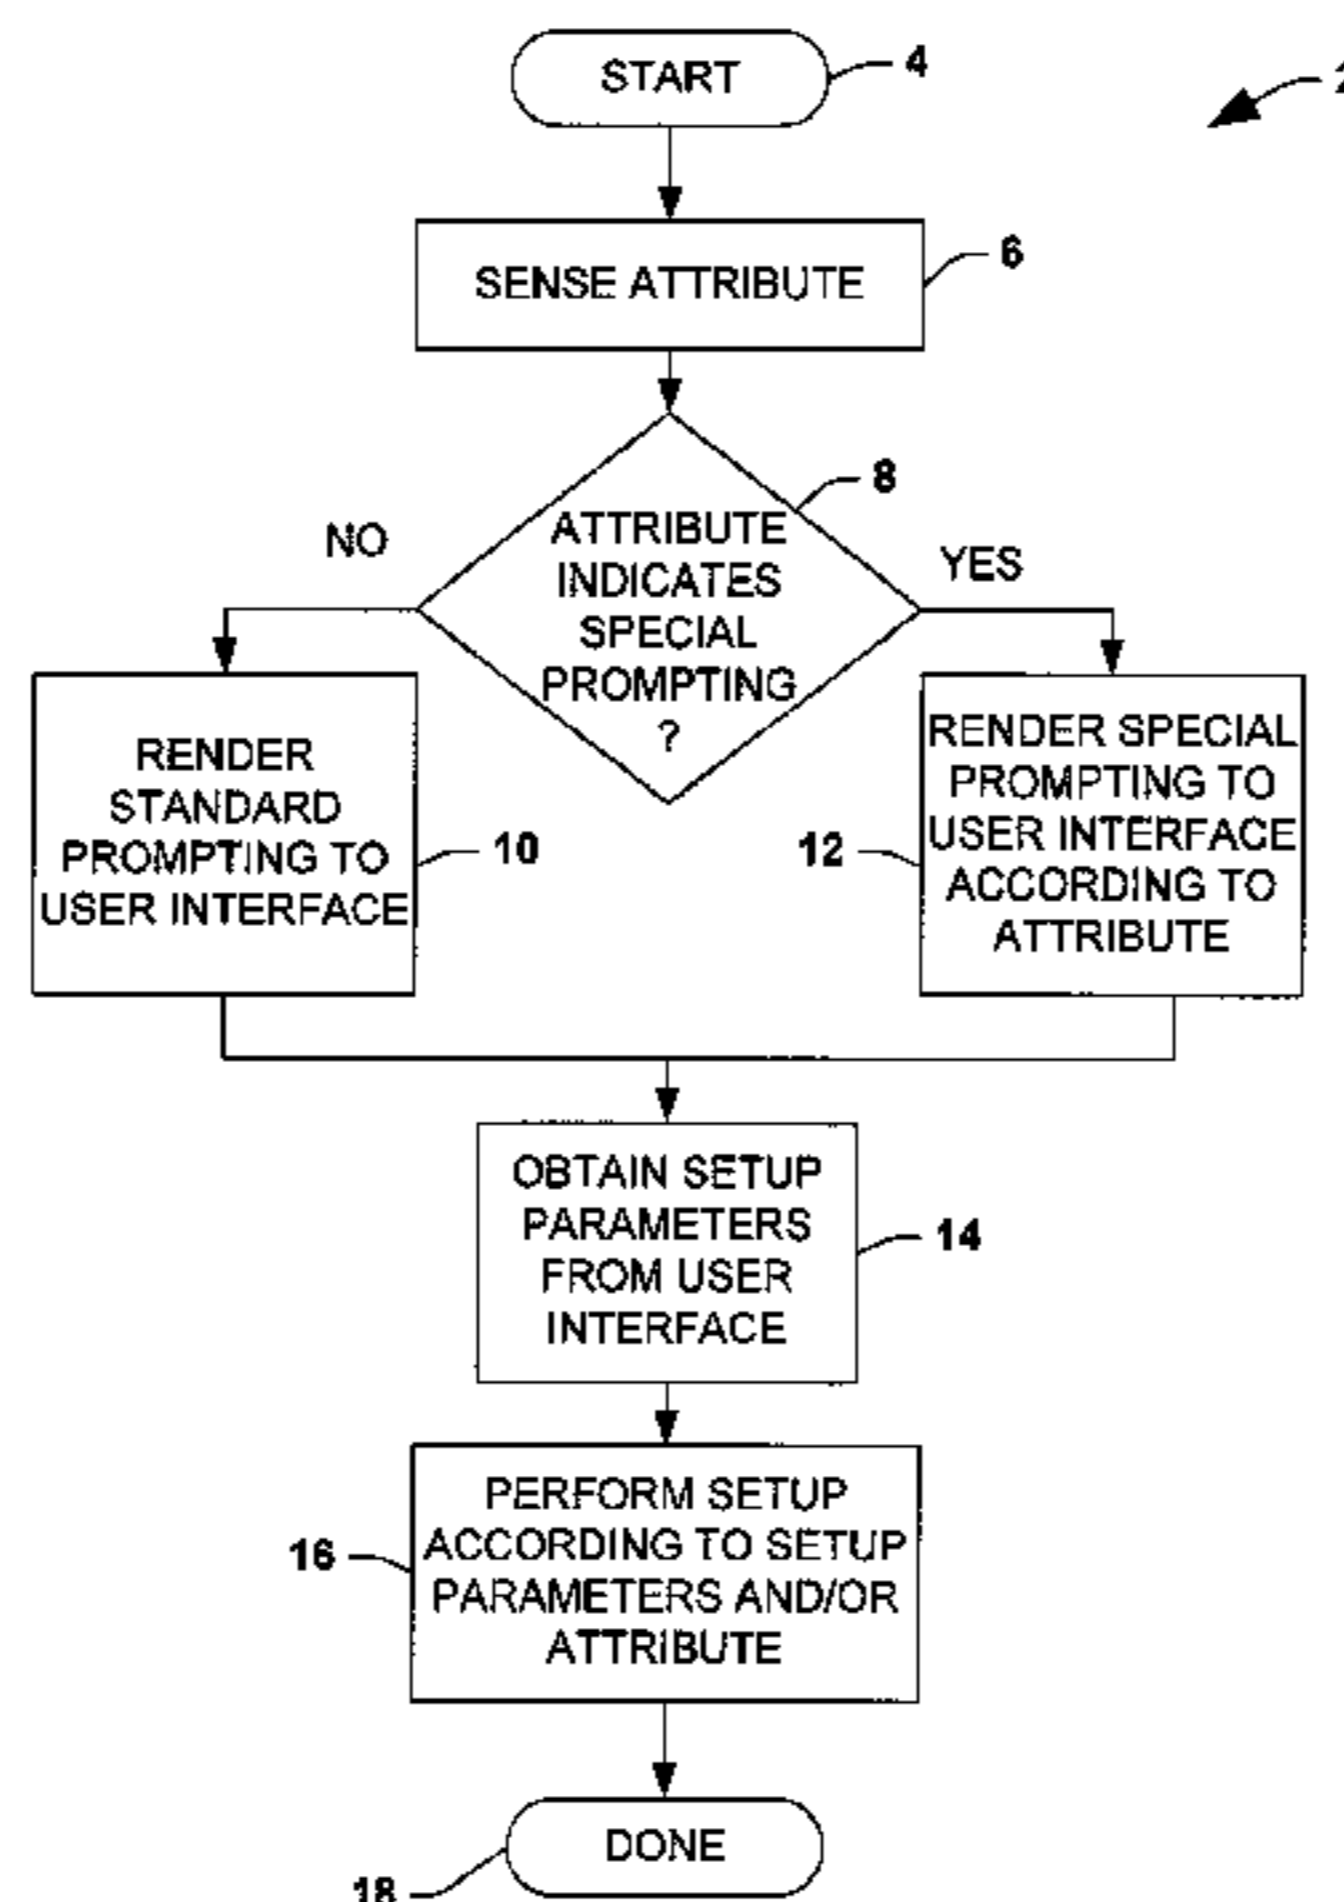 START
4
SENSE ATTRIBUTE
6
8
ATTRIBUTE
INDICATES
SPECIAL
PROMPTING
?
NO
YES
RENDER
STANDARD
PROMPTING TO
USER INTERFACE
10
12
RENDER SPECIAL
PROMPTING TO
USER INTERFACE
ACCORDING TO
ATTRIBUTE
OBTAIN SETUP
PARAMETERS
FROM USER
INTERFACE
14
16
PERFORM SETUP
ACCORDING TO SETUP
PARAMETERS AND/OR
ATTRIBUTE
DONE
18